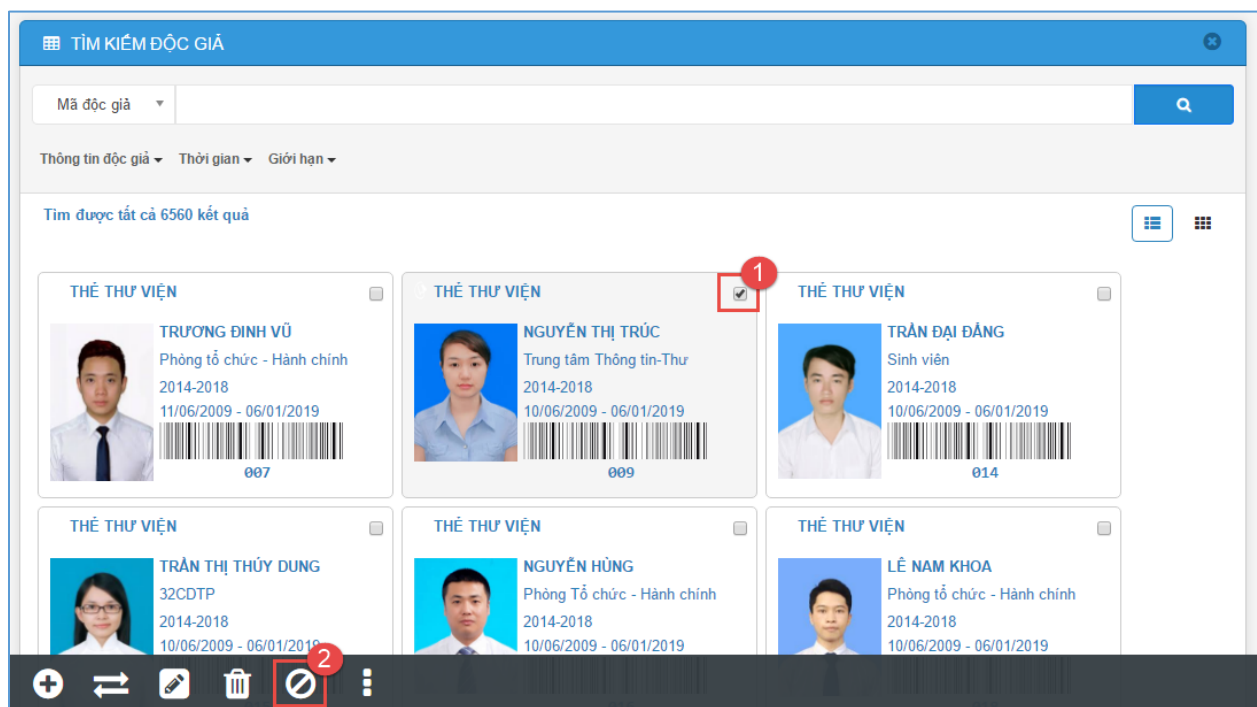 TÌM KIẾM ĐỘC GIẢ
Mã độc giả
Thông tin độc giả Thời gian Giới hạn
Tìm được tất cả 6560 kết quả
1
THẺ THƯ VIỆN
TRƯƠNG ĐINH VŨ
Phòng tổ chức - Hành chính
2014-2018
11/06/2009 - 06/01/2019
007
THẺ THƯ VIỆN
NGUYỄN THỊ TRÚC
Trung tâm Thông tin-Thư
2014-2018
10/06/2009 - 06/01/2019
009
THẺ THƯ VIỆN
TRẦN ĐẠI ĐẲNG
Sinh viên
2014-2018
10/06/2009 - 06/01/2019
014
THẺ THƯ VIỆN
TRẦN THỊ THÚY DUNG
32CDTP
2014-2018
10/06/2009 - 06/01/2019
THẺ THƯ VIỆN
NGUYỄN HÙNG
Phòng Tổ chức - Hành chính
2014-2018
10/06/2009 - 06/01/2019
THẺ THƯ VIỆN
LÊ NAM KHOA
Phòng tổ chức - Hành chính
2014-2018
10/06/2009 - 06/01/2019
2